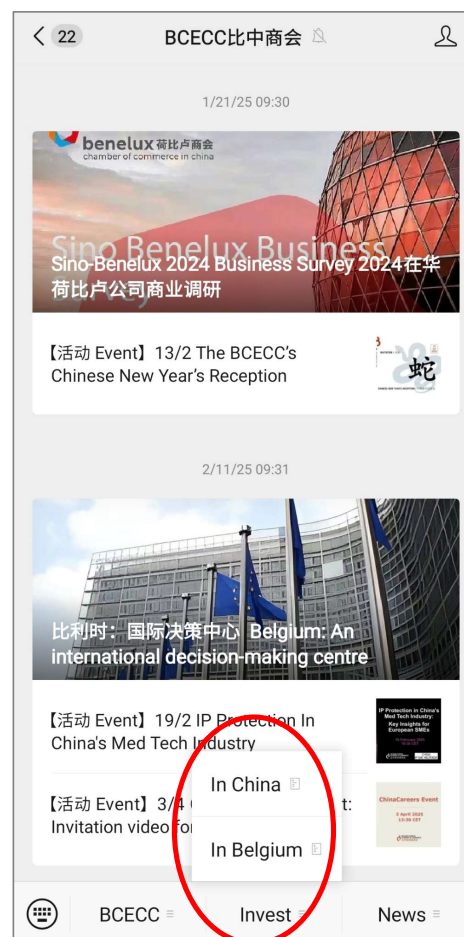 22
BCECC比中商会
1/21/25 09:30
benelux 荷比卢商会
chamber of commerce in china
Sino Benelux Business
Survey
Sino-Benelux 2024 Business Survey 2024在华
荷比卢公司商业调研
【活动 Event】13/2 The BCECC's
Chinese New Year's Reception
蛇
2/11/25 09:31
比利时：国际决策中心 Belgium: An
international decision-making centre
【活动 Event】19/2 IP Protection In
China's Med Tech Industry
IP Protection in China's
Med Tech Industry:
Key Insights for
European SMEs
【活动 Event】3/4
t:
Invitation video for
ChinaCareers Event
3 April 2025
In China
In Belgium
BCECC
Invest
News